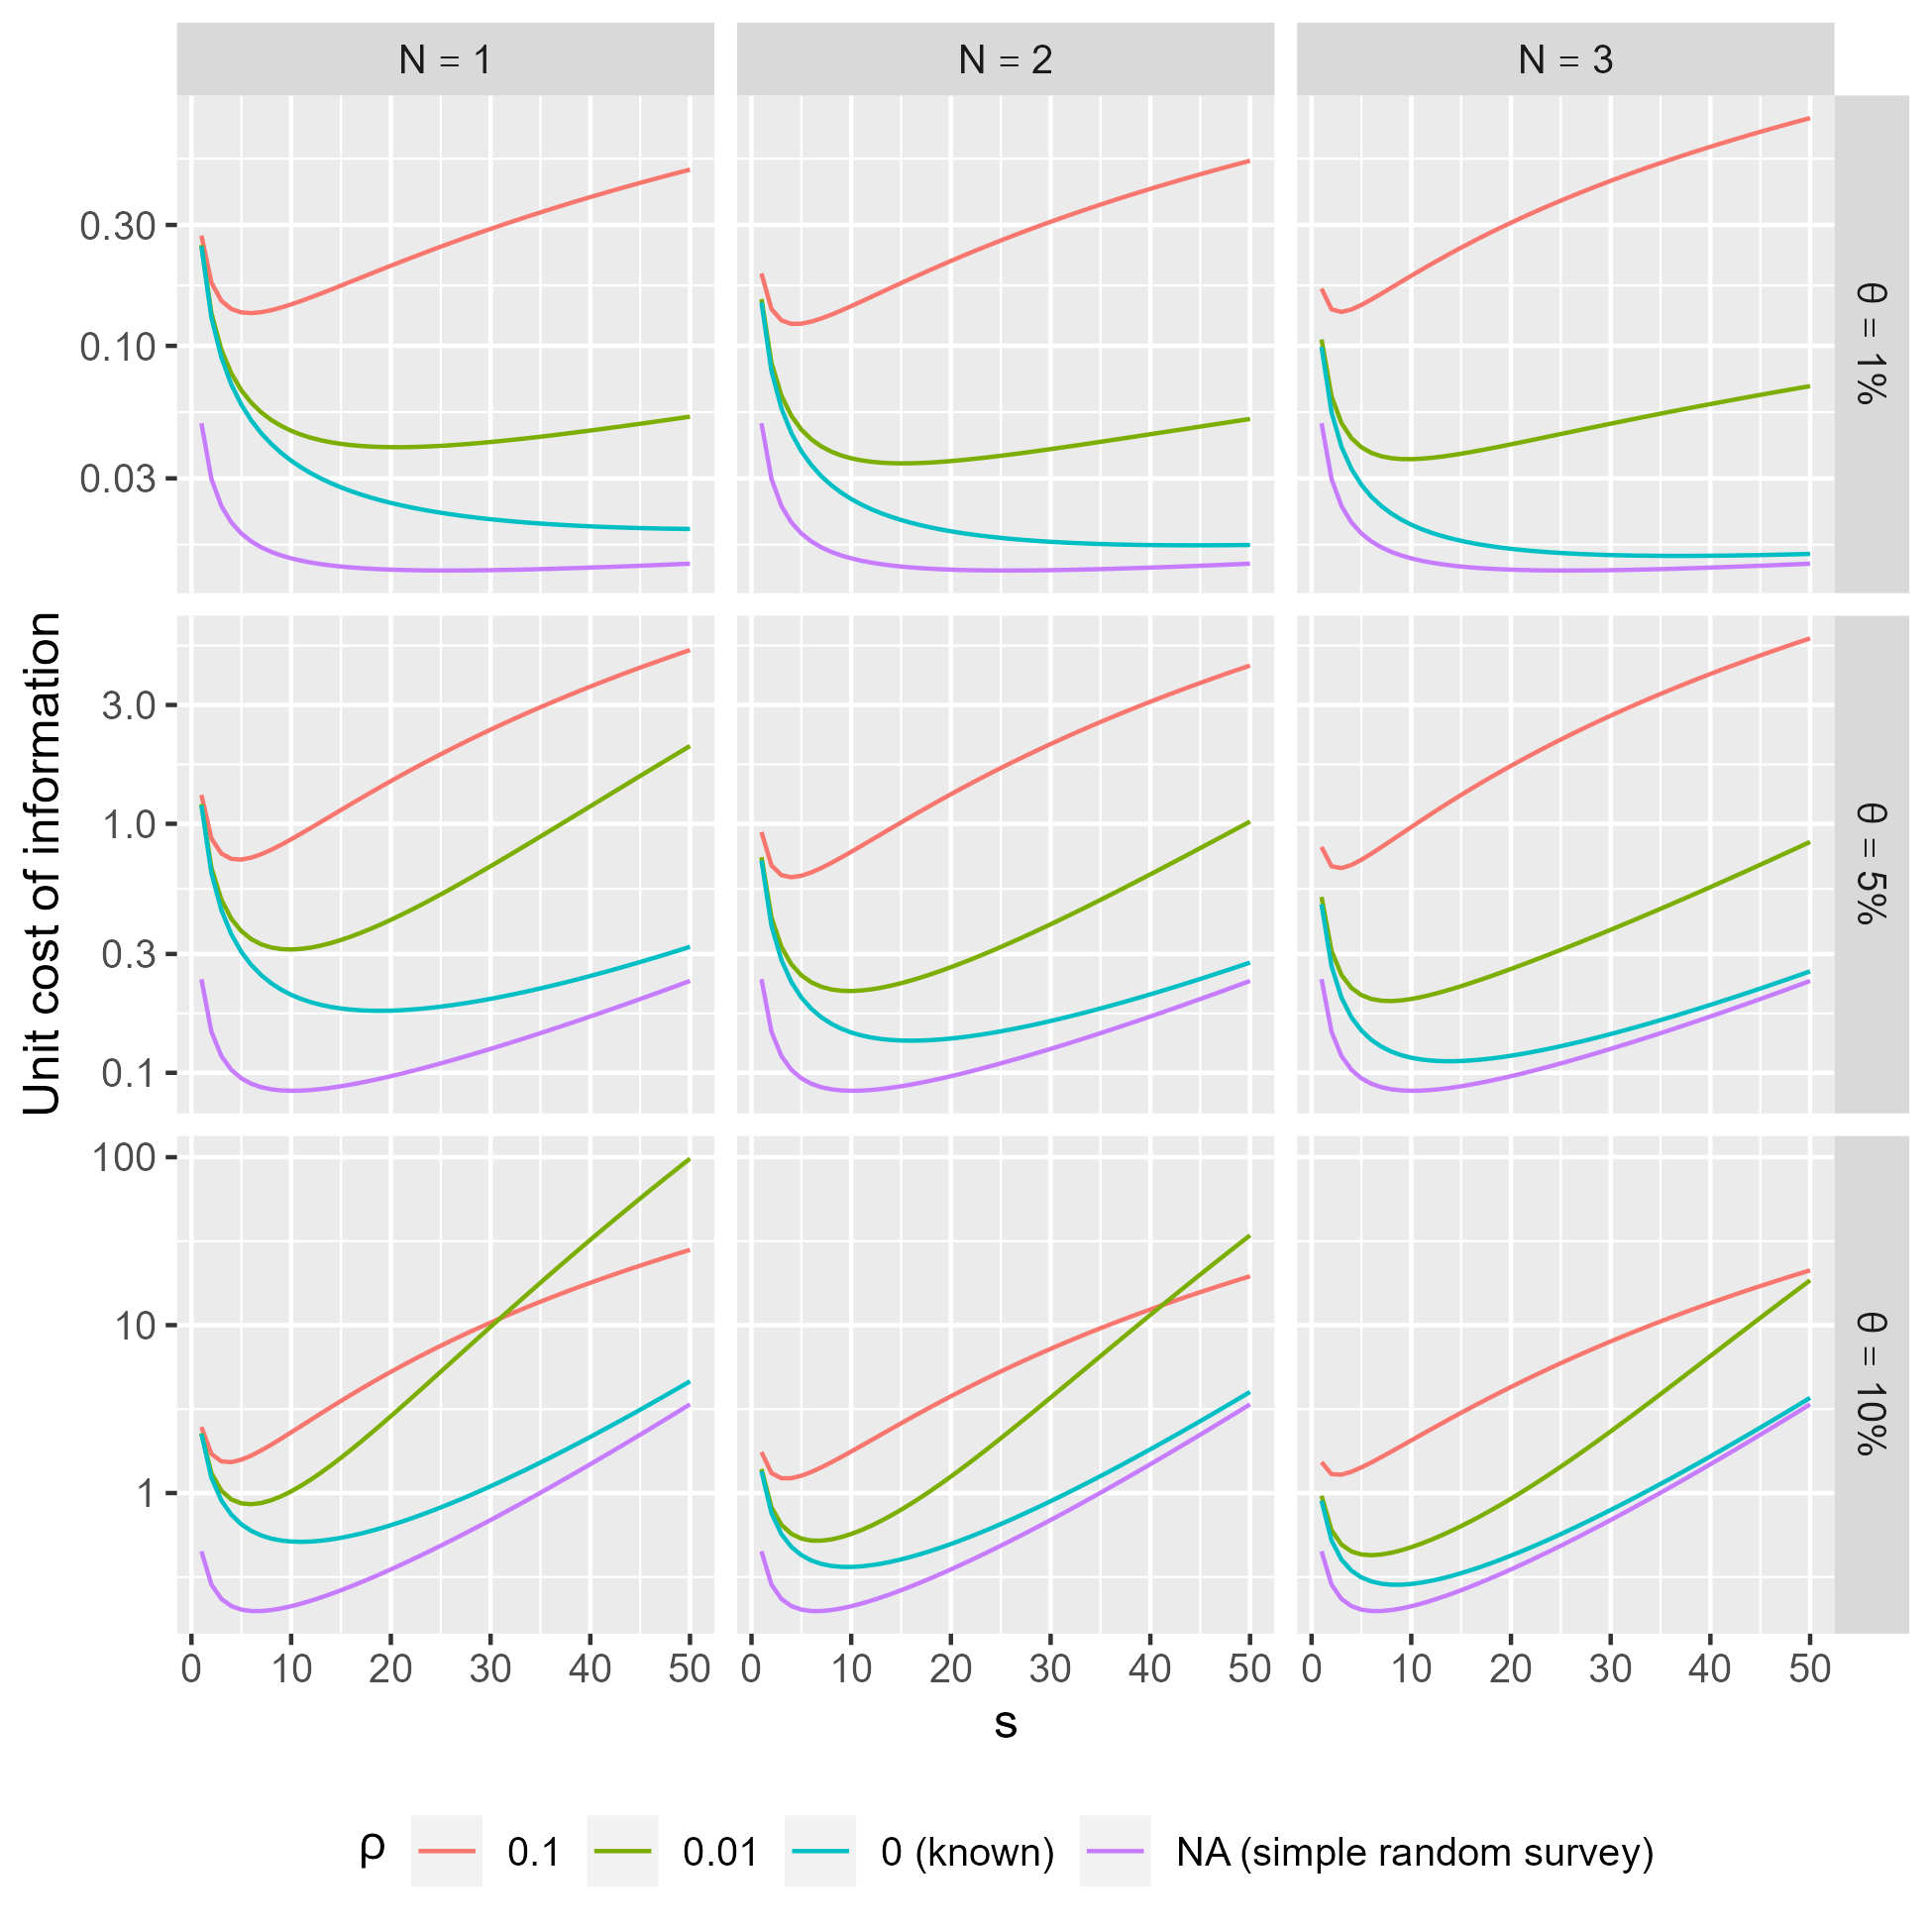 N = 1
N = 2
N = 3
0.30
0.10
0.03
θ = 1%
3.0
1.0
0.3
0.1
θ = 5%
100
10
1
θ = 10%
Unit cost of information
0 10 20 30 40 50 0 10 20 30 40 50 0 10 20 30 40 50
s
ρ 0.1 0.01 0 (known) NA (simple random survey)